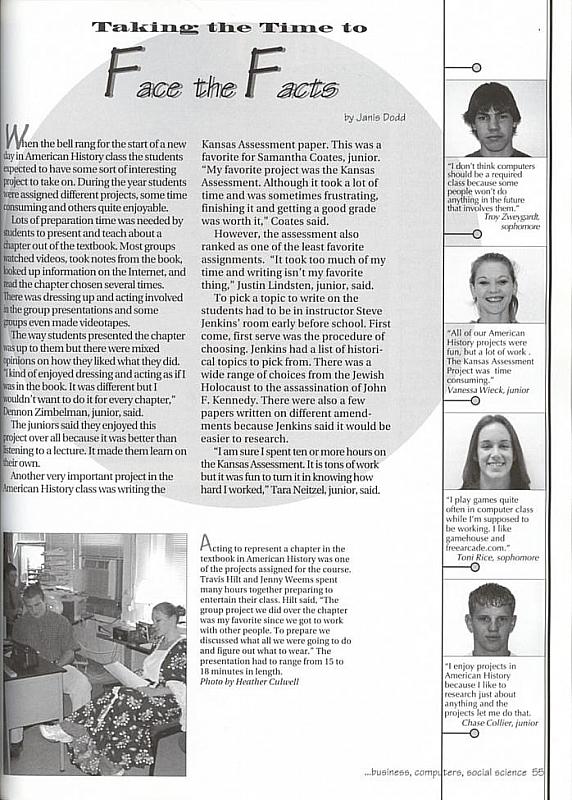 Taking the Time to
Face the Facts
by Janis Dodd
When the bell rang for the start of a new
day in American History class the students
expected to have some sort of interesting
project to take on. During the year students
were assigned different projects, some time
consuming and others quite enjoyable.
Lots of preparation time was needed by
students to present and teach about a
chapter out of the textbook. Most groups
watched videos, took notes from the book,
looked up information on the Internet, and
read the chapter chosen several times.
There was dressing up and acting involved
in the group presentations and some
groups even made videotapes.
The way students presented the chapter
was up to them but there were mixed
opinions on how they liked what they did.
"I kind of enjoyed dressing and acting as if I
was in the book. It was different but I
wouldn't want to do it for every chapter,"
Dennon Zimbelman, junior, said.
The juniors said they enjoyed this
project over all because it was better than
listening to a lecture. It made them learn on
their own.
Another very important project in the
American History class was writing the
Kansas Assessment paper. This was a
favorite for Samantha Coates, junior.
"My favorite project was the Kansas
Assessment. Although it took a lot of
time and was sometimes frustrating,
finishing it and getting a good grade
was worth it," Coates said.
However, the assessment also
ranked as one of the least favorite
assignments. "It took too much of my
time and writing isn't my favorite
thing," Justin Lindsten, junior, said.
To pick a topic to write on the
students had to be in instructor Steve
Jenkins' room early before school. First
come, first serve was the procedure of
choosing. Jenkins had a list of histori-
cal topics to pick from. There was a
wide range of choices from the Jewish
Holocaust to the assassination of John
F. Kennedy. There were also a few
papers written on different amend-
ments because Jenkins said it would be
easier to research.
"I am sure I spent ten or more hours on
the Kansas Assessment. It is tons of work
but it was fun to turn it in knowing how
hard I worked," Tara Neitzel, junior, said.
Acting to represent a chapter in the
textbook in American History was one
of the projects assigned for the course.
Travis Hilt and Jenny Weems spent
many hours together preparing to
entertain their class. Hilt said, "The
group project we did over the chapter
was my favorite since we got to work
with other people. To prepare we
discussed what all we were going to do
and figure out what to wear." The
presentation had to range from 15 to
18 minutes in length.
Photo by Heather Culwell
"I don't think computers
should be a required
class because some
people won't do
anything in the future
that involves them."
Troy Zweygardt,
sophomore
"All of our American
History projects were
fun, but a lot of work .
The Kansas Assessment
Project was time
consuming."
Vanessa Wieck, junior
"I play games quite
often in computer class
while I'm supposed to
be working. I like
gamehouse and
freearcade.com."
Toni Rice, sophomore
"I enjoy projects in
American History
because I like to
research just about
anything and the
projects let me do that.
Chase Collier, junior
...business, computers, social science 55